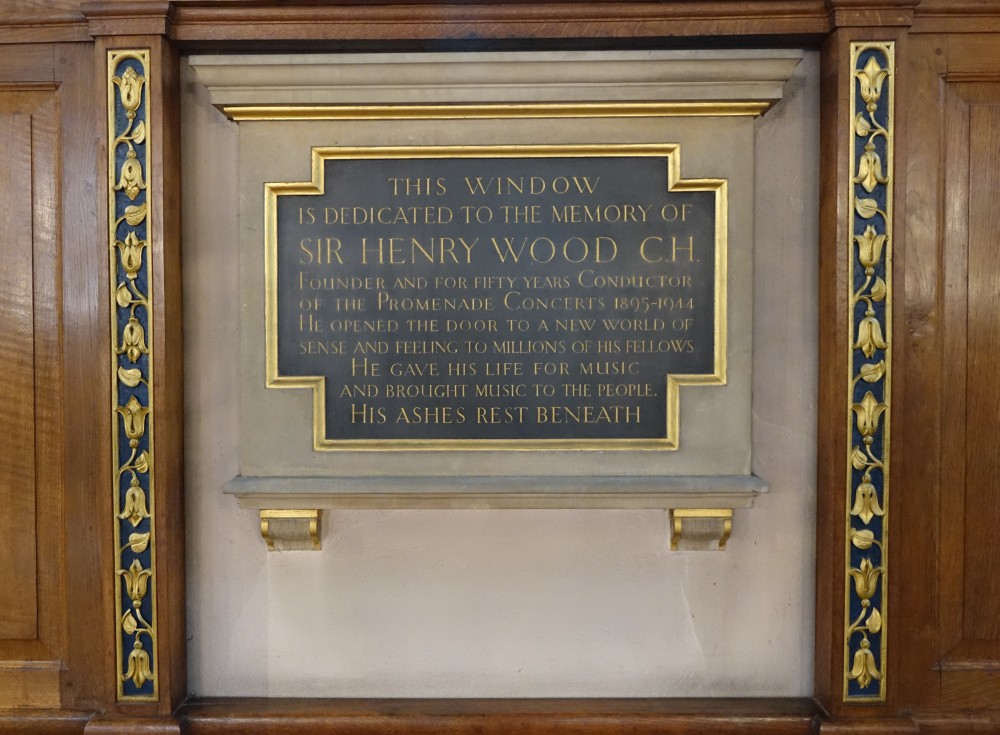 THIS WINDOW
IS DEDICATED TO THE MEMORY OF
SIR HENRY WOOD C.H.
FOUNDER AND FOR FIFTY YEARS CONDUCTOR
OF THE PROMENADE CONCERTS 1895-1944
HE OPENED THE DOOR TO A NEW WORLD OF
SENSE AND FEELING TO MILLIONS OF HIS FELLOWS
HE GAVE HIS LIFE FOR MUSIC
AND BROUGHT MUSIC TO THE PEOPLE.
HIS ASHES REST BENEATH